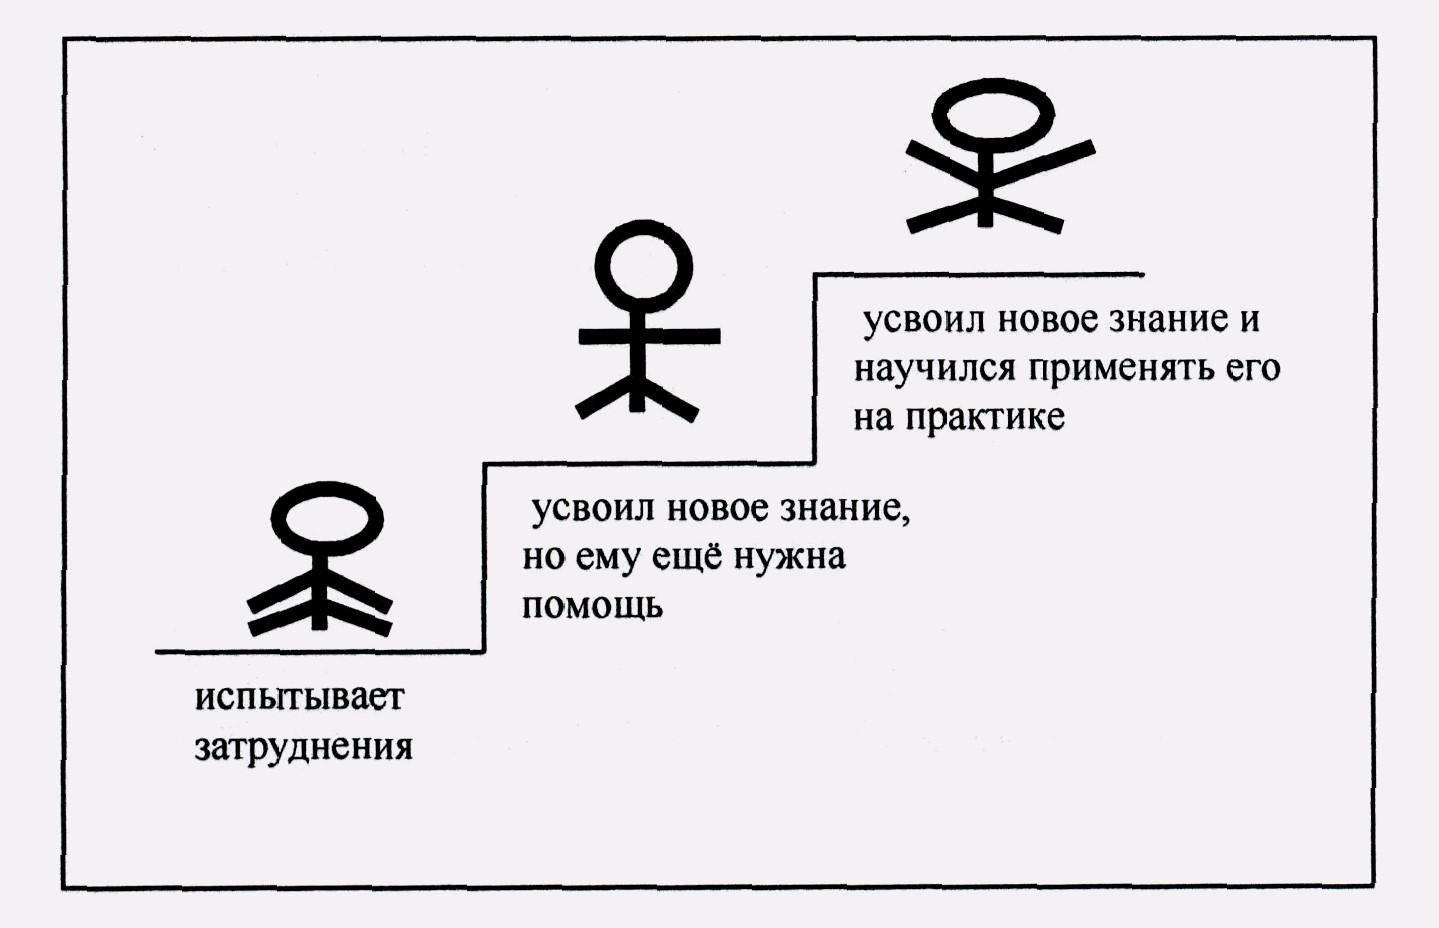 усвоил новое знание и
научился применять его
на практике
усвоил новое знание,
но ему ещё нужна
помощь
испытывает
затруднения